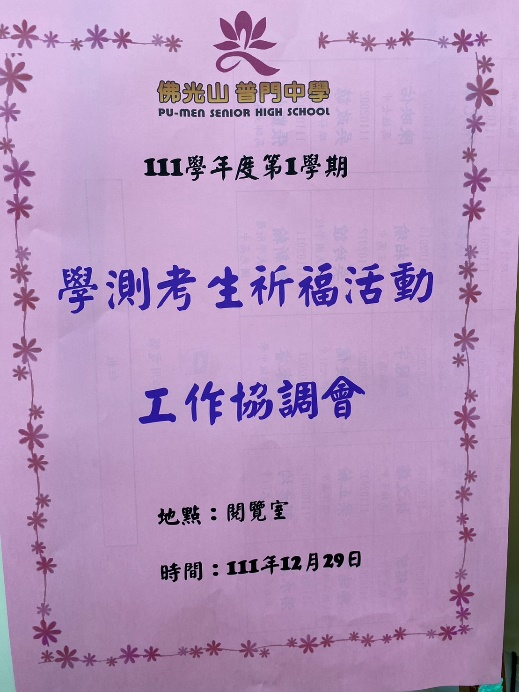 佛光山 普門中學
PU-MEN SENIOR HIGH SCHOOL
111學年度第1學期
學測考生祈福活動
工作協調會
地點：閱覽室
時間：111年12月29日